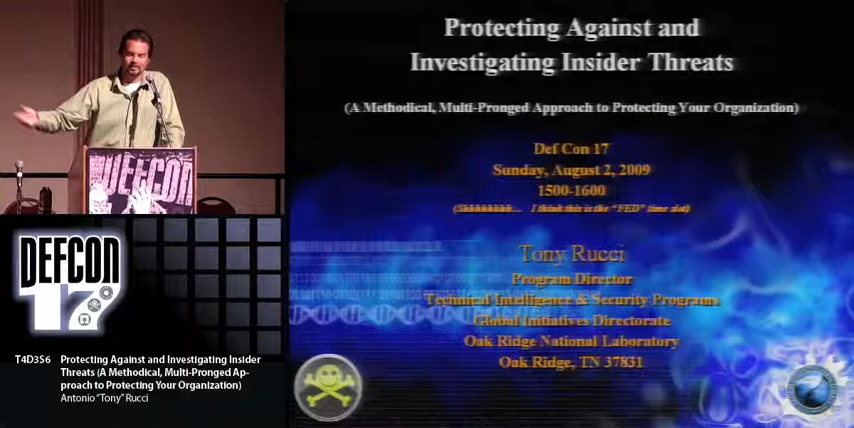 DEFCON
DEFCON
17
T4D3S6
Protecting Against and Investigating Insider
Threats (A Methodical, Multi-Pronged Ap-
proach to Protecting Your Organization)
Antonio "Tony" Rucci
Protecting Against and
Investigating Insider Threats
(A Methodical, Multi-Pronged Approach to Protecting Your Organization)
Def Con 17
Sunday, August 2, 2009
1500-1600
(Shhhhhhhh... I think this is the "FED" time slot)
Tony Rucci
Program Director
Technical Intelligence & Security Programs
Global Initiatives Directorate
Oak Ridge National Laboratory
Oak Ridge, TN 37831